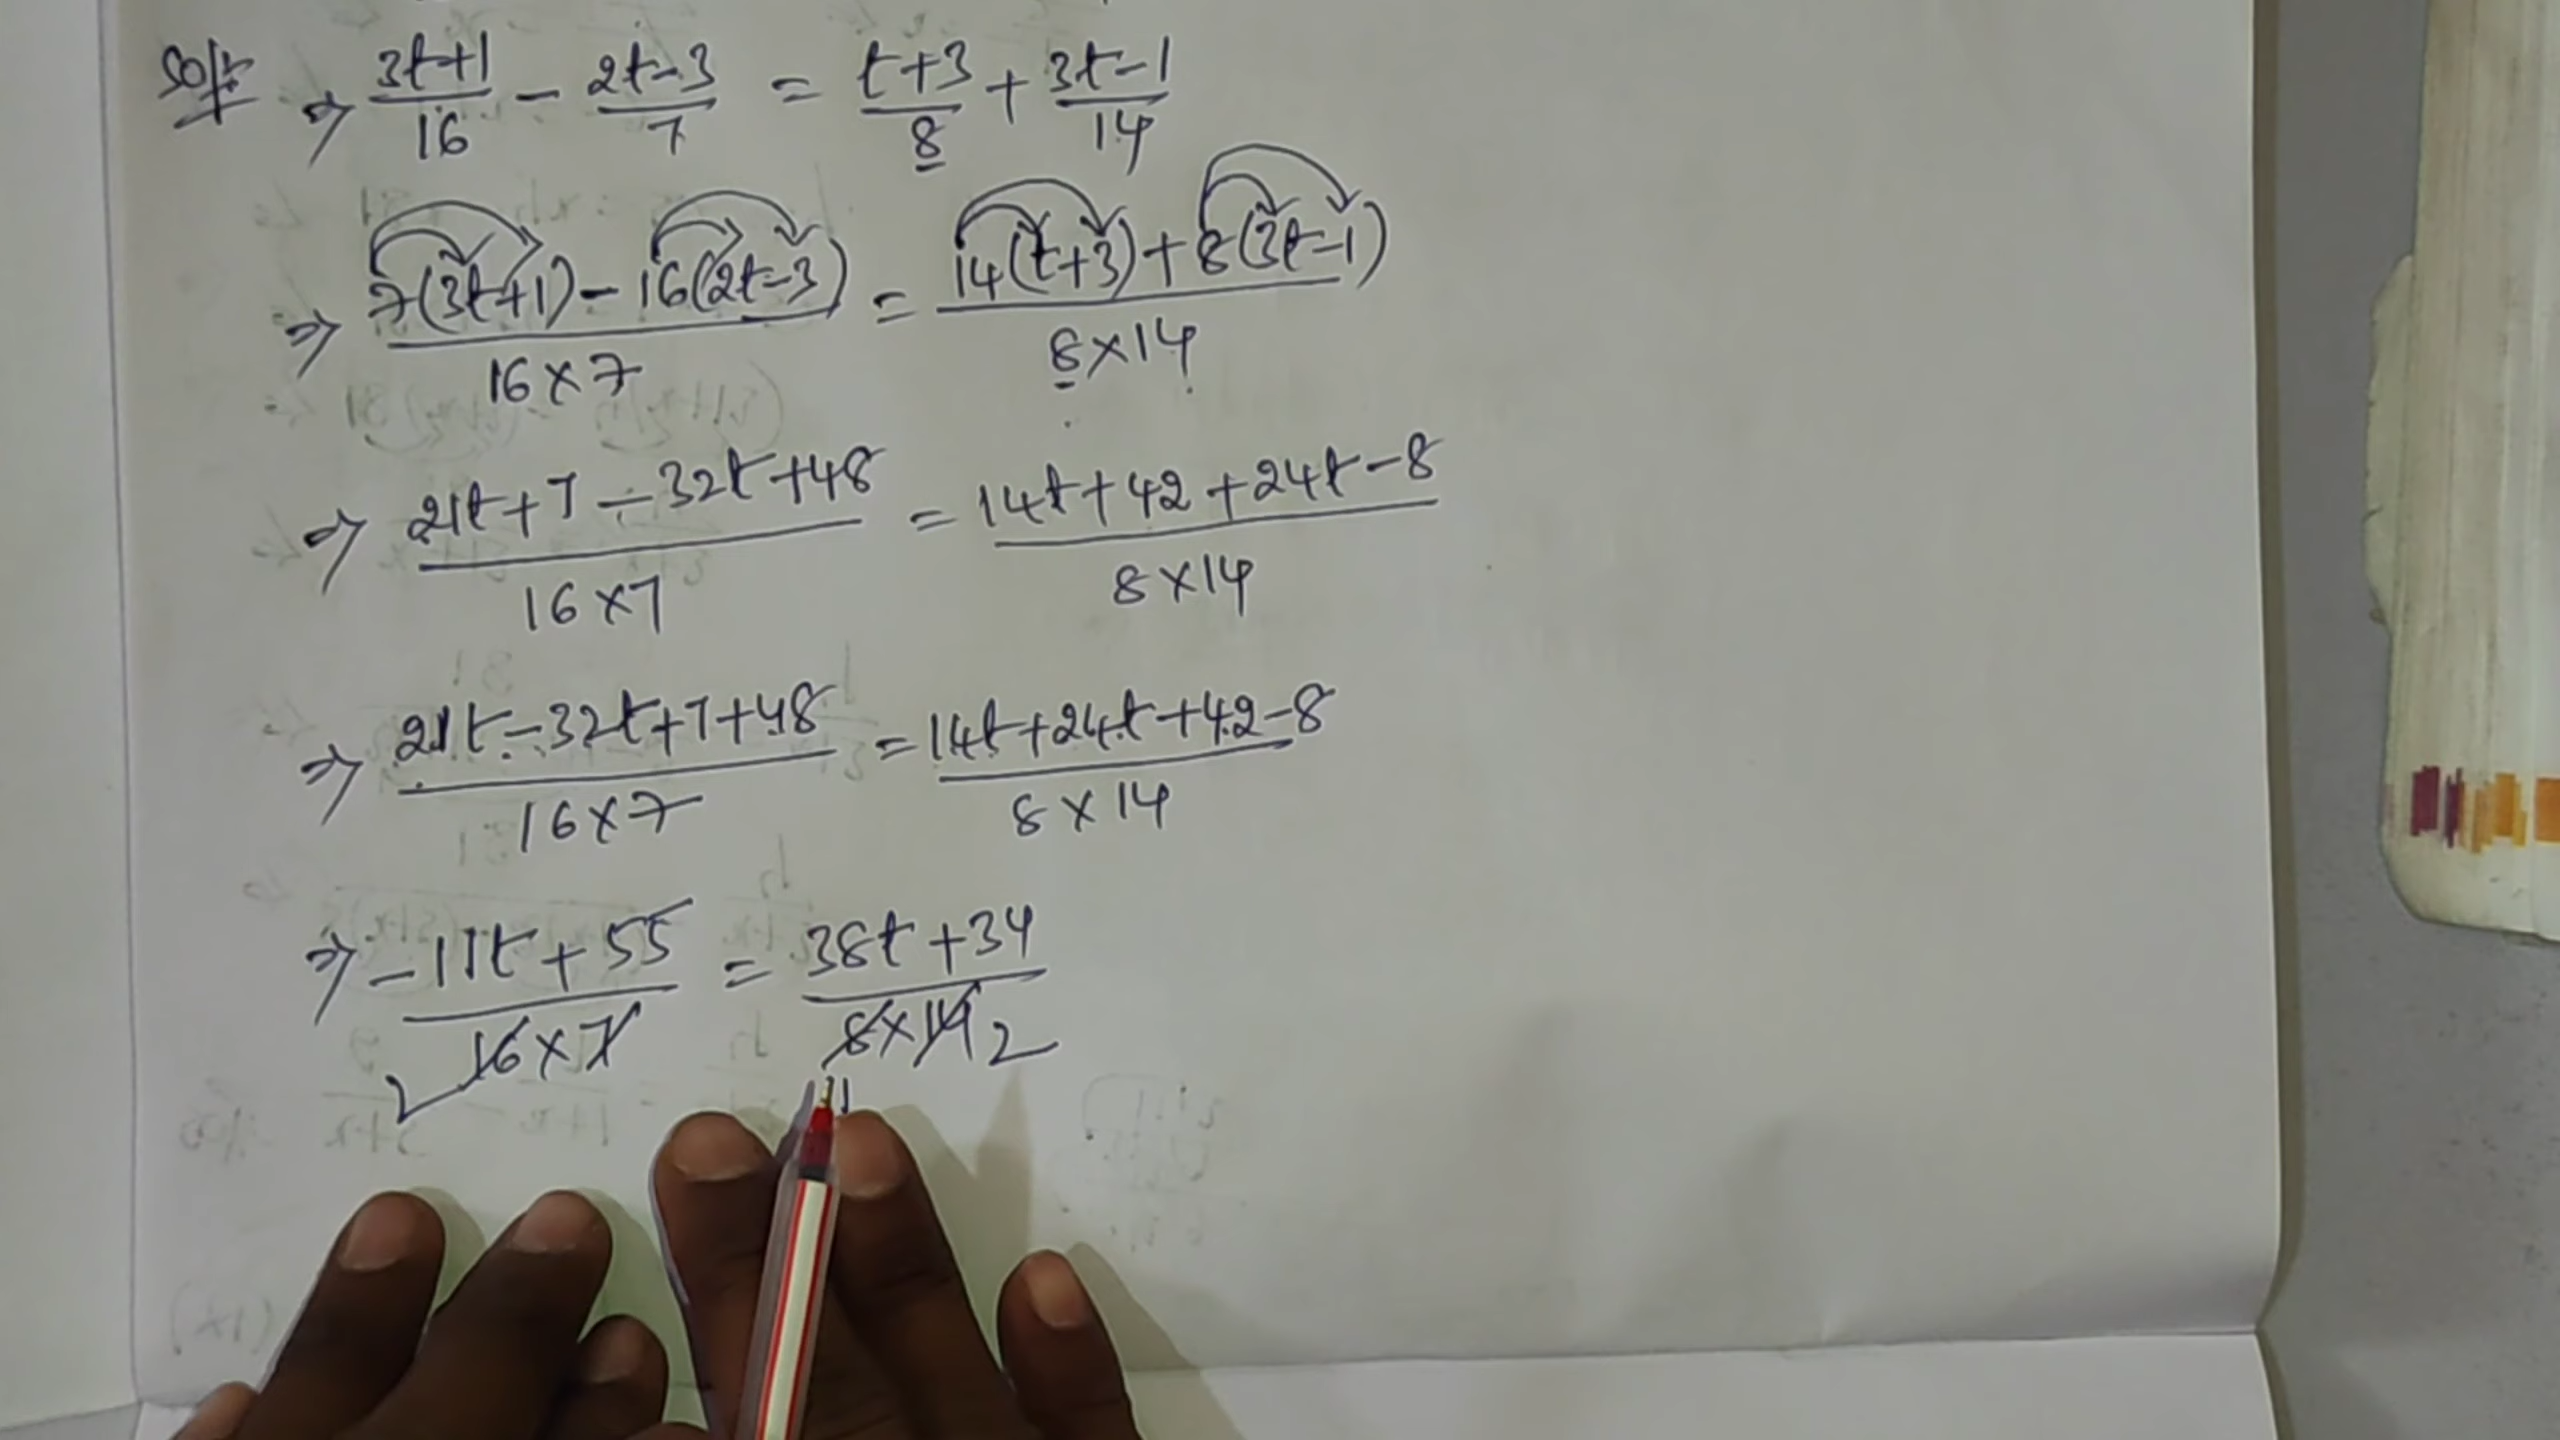 Sol:- ⇒ (3t+1)/16 - (2t-3)/7 = (t+3)/8 + (3t-1)/14
⇒ (7(3t+1) - 16(2t-3))/(16×7) = (14(t+3) + 8(3t-1))/(8×14)
⇒ (21t+7-32t+48)/(16×7) = (14t+42+24t-8)/(8×14)
⇒ (21t-32t+7+48)/(16×7) = (14t+24t+42-8)/(8×14)
⇒ (-11t+55)/(16×7) = (38t+34)/(8×14)
2 1 2